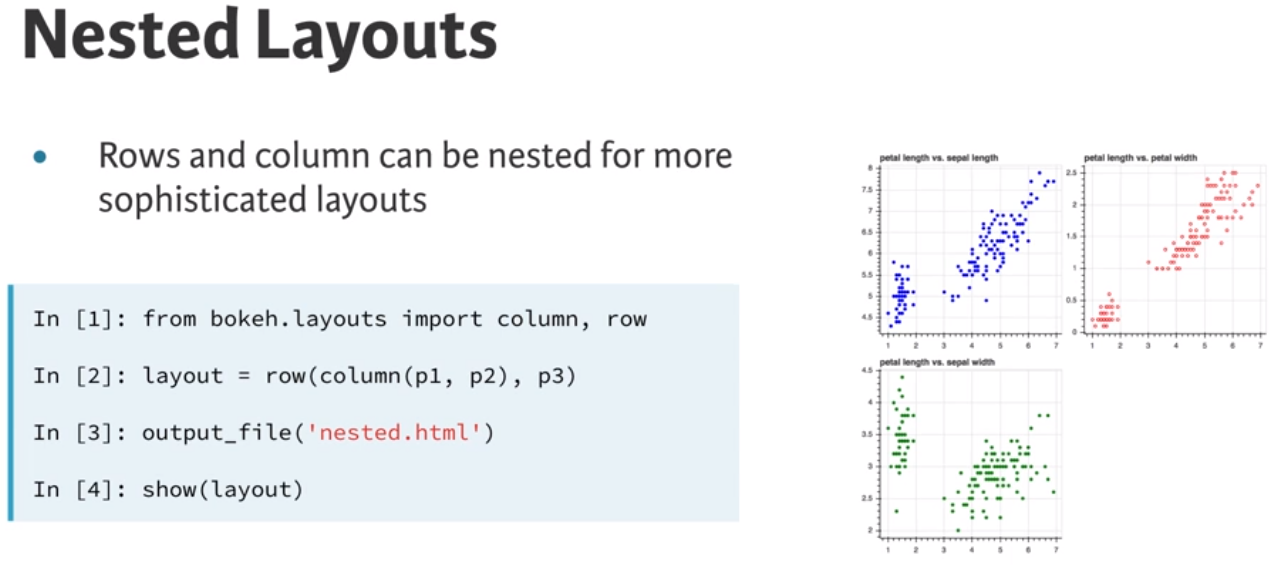 Nested Layouts
• Rows and column can be nested for more
sophisticated layouts
In [1]: from bokeh.layouts import column, row
In [2]: layout = row(column(p1, p2), p3)
In [3]: output_file('nested.html')
In [4]: show(layout)
petal length vs. sepal length
8
7.5
7
6.5
6
5.5
5
4.5
1 2 3 4 5 6 7
petal length vs. petal width
2.5
2
1.5
1
0.5
0
1 2 3 4 5 6 7
petal length vs. sepal width
4.5
4
3.5
3
2.5
2
1 2 3 4 5 6 7